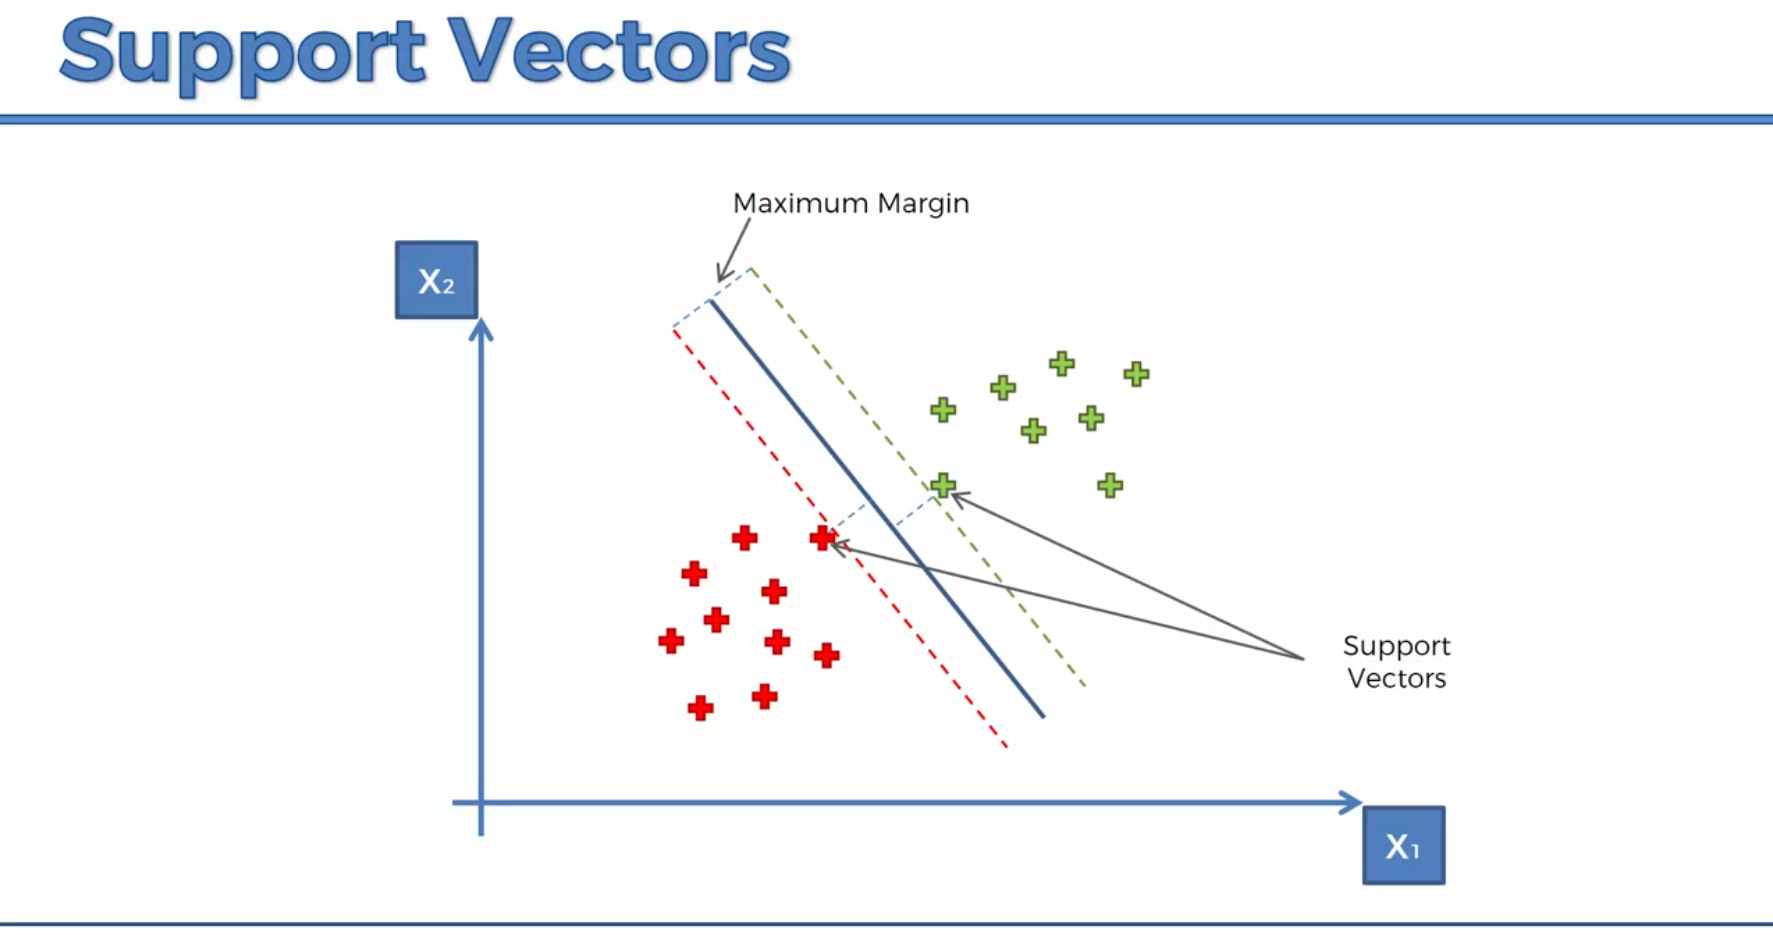 Support Vectors
Maximum Margin
X₂
Support
Vectors
X₁